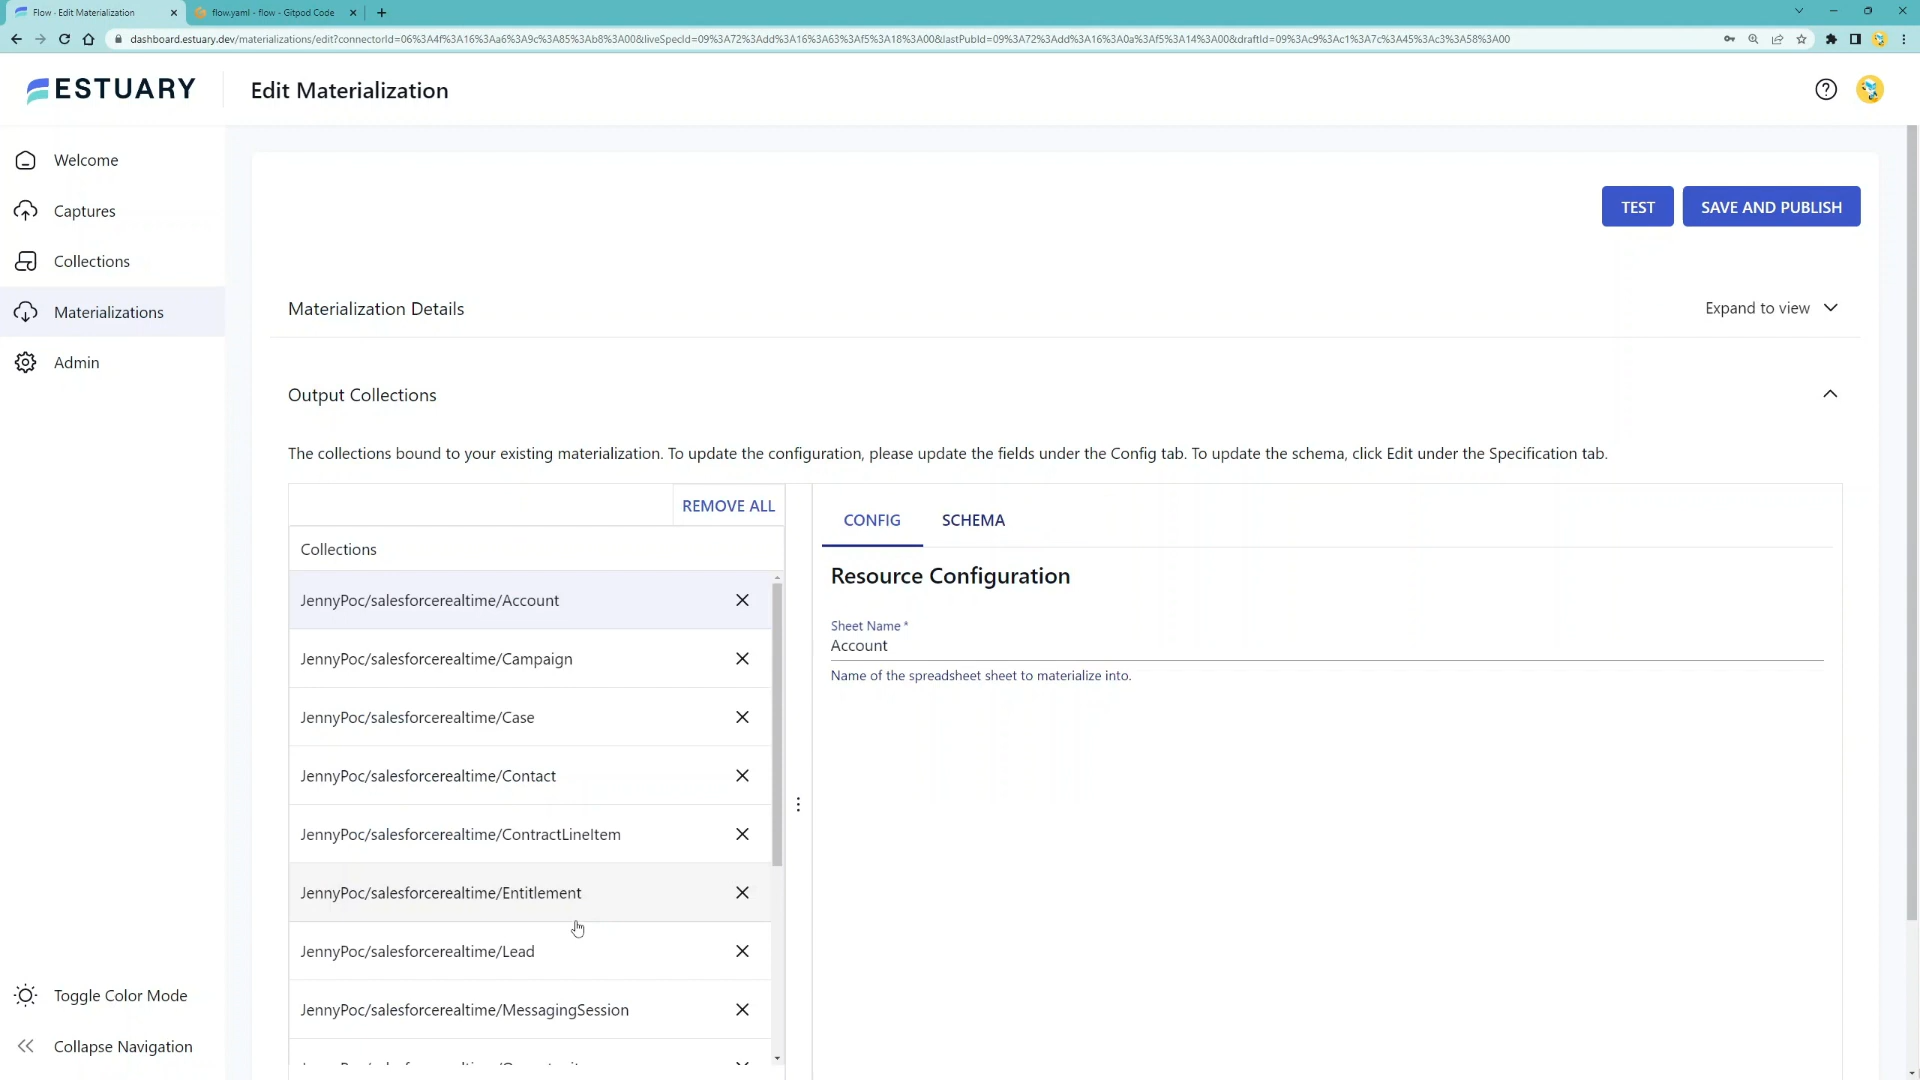 Flow - Edit Materialization
flow.yaml - flow - Gitpod Code
dashboard.estuary.dev/materializations/edit?connectorId=06%3A4f%3A16%3Aa6%3A9c%3A85%3Ab8%3A00&liveSpecId=09%3A72%3Add%3A16%3A63%3Af5%3A18%3A00&lastPubId=09%3A72%3Add%3A16%3A0a%3Af5%3A14%3A00&draftId=09%3Ac9%3Ac1%3A7c%3A45%3Ac3%3A58%3A00
ESTUARY
Edit Materialization
Welcome
Captures
Collections
Materializations
Admin
Toggle Color Mode
Collapse Navigation
TEST
SAVE AND PUBLISH
Materialization Details
Expand to view
Output Collections
The collections bound to your existing materialization. To update the configuration, please update the fields under the Config tab. To update the schema, click Edit under the Specification tab.
REMOVE ALL
Collections
JennyPoc/salesforcerealtime/Account
JennyPoc/salesforcerealtime/Campaign
JennyPoc/salesforcerealtime/Case
JennyPoc/salesforcerealtime/Contact
JennyPoc/salesforcerealtime/ContractLineItem
JennyPoc/salesforcerealtime/Entitlement
JennyPoc/salesforcerealtime/Lead
JennyPoc/salesforcerealtime/MessagingSession
CONFIG
SCHEMA
Resource Configuration
Sheet Name *
Account
Name of the spreadsheet sheet to materialize into.